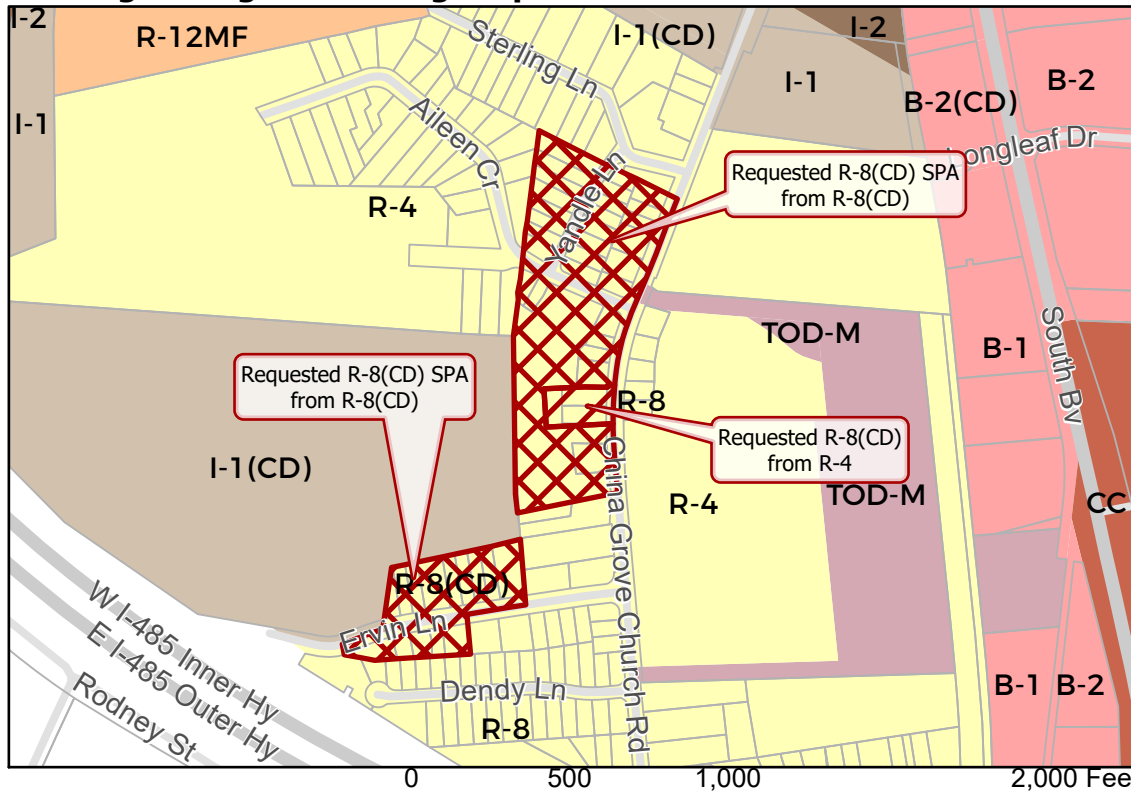 I-2
R-12MF
Sterling Ln
I-1(CD)
I-2
I-1
B-2(CD)
B-2
I-1
Aileen Cr
Longleaf Dr
Requested R-8(CD) SPA
from R-8(CD)
Yandle Ln
R-4
TOD-M
South Bv
B-1
Requested R-8(CD) SPA
from R-8(CD)
R-8
Requested R-8(CD)
from R-4
I-1(CD)
China Grove Church Rd
R-4
TOD-M
CC
R-8(CD)
W I-485 Inner Hy
E I-485 Outer Hy
Ervin Ln
Rodney St
Dendy Ln
R-8
B-1
B-2
0 500 1,000 2,000 Fee